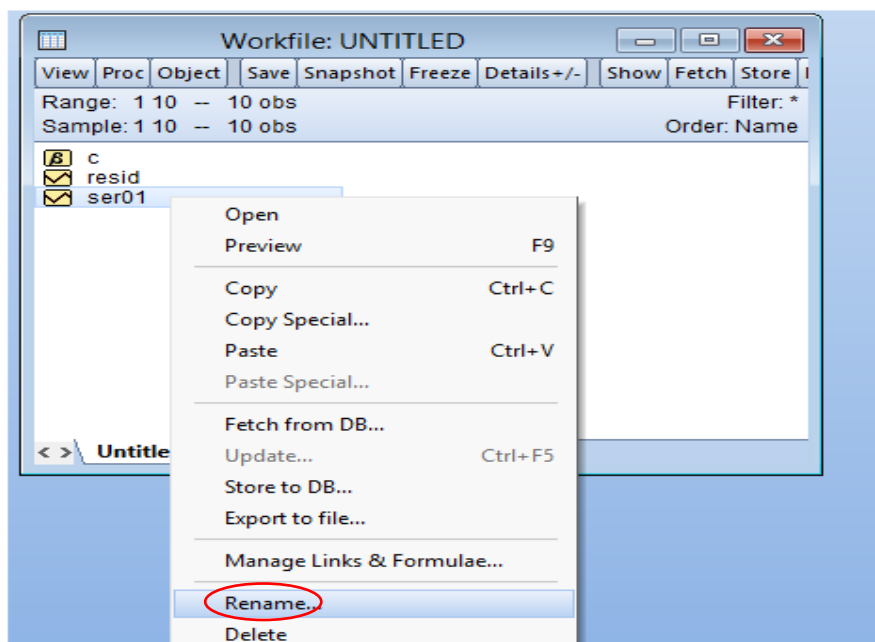 Workfile: UNTITLED
View Proc Object Save Snapshot Freeze Details+/- Show Fetch Store
Range: 1 10 -- 10 obs Filter: *
Sample: 1 10 -- 10 obs Order: Name
β c
resid
ser01
Open
Preview F9
Copy Ctrl+C
Copy Special...
Paste Ctrl+V
Paste Special...
Fetch from DB...
< > Untitle
Update... Ctrl+F5
Store to DB...
Export to file...
Manage Links & Formulae...
Rename...
Delete